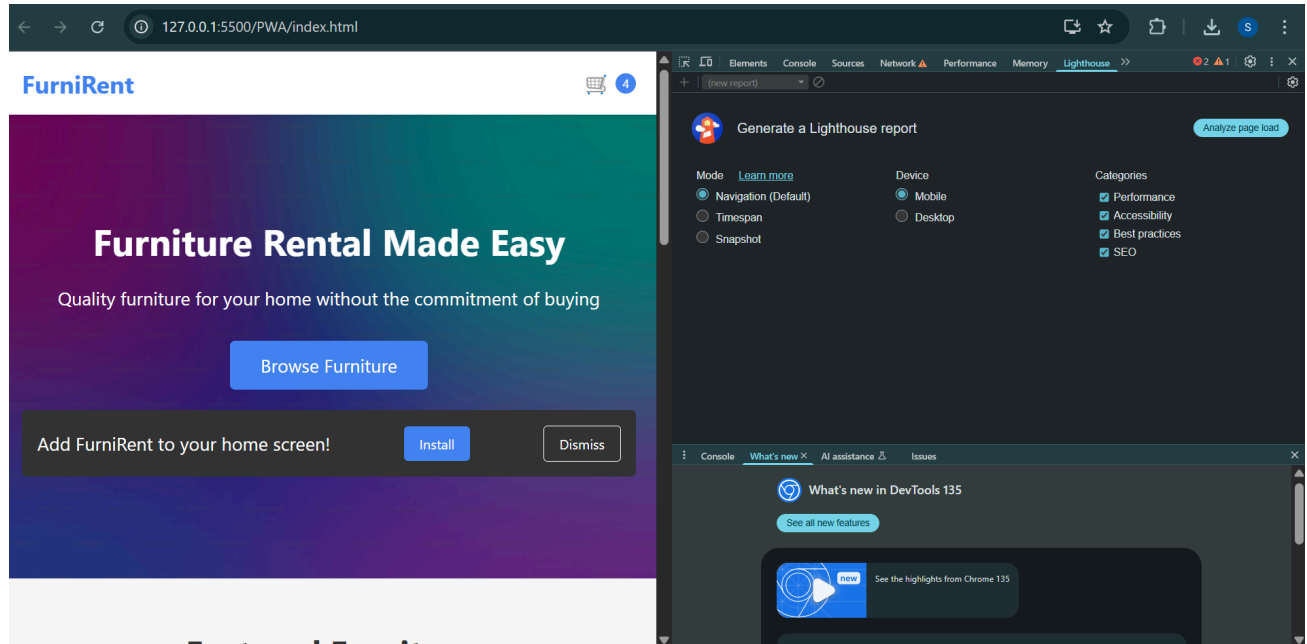 127.0.0.1:5500/PWA/index.html
S
FurniRent
4
Furniture Rental Made Easy
Quality furniture for your home without the commitment of buying
Browse Furniture
Add FurniRent to your home screen!
Install
Dismiss
Elements Console Sources Network Performance Memory Lighthouse
2 1
(new report)
Generate a Lighthouse report
Analyze page load
Mode Learn more Device Categories
Navigation (Default) Mobile Performance
Timespan Desktop Accessibility
Snapshot Best practices
SEO
Console What's new AI assistance Issues
What's new in DevTools 135
See all new features
new
See the highlights from Chrome 135